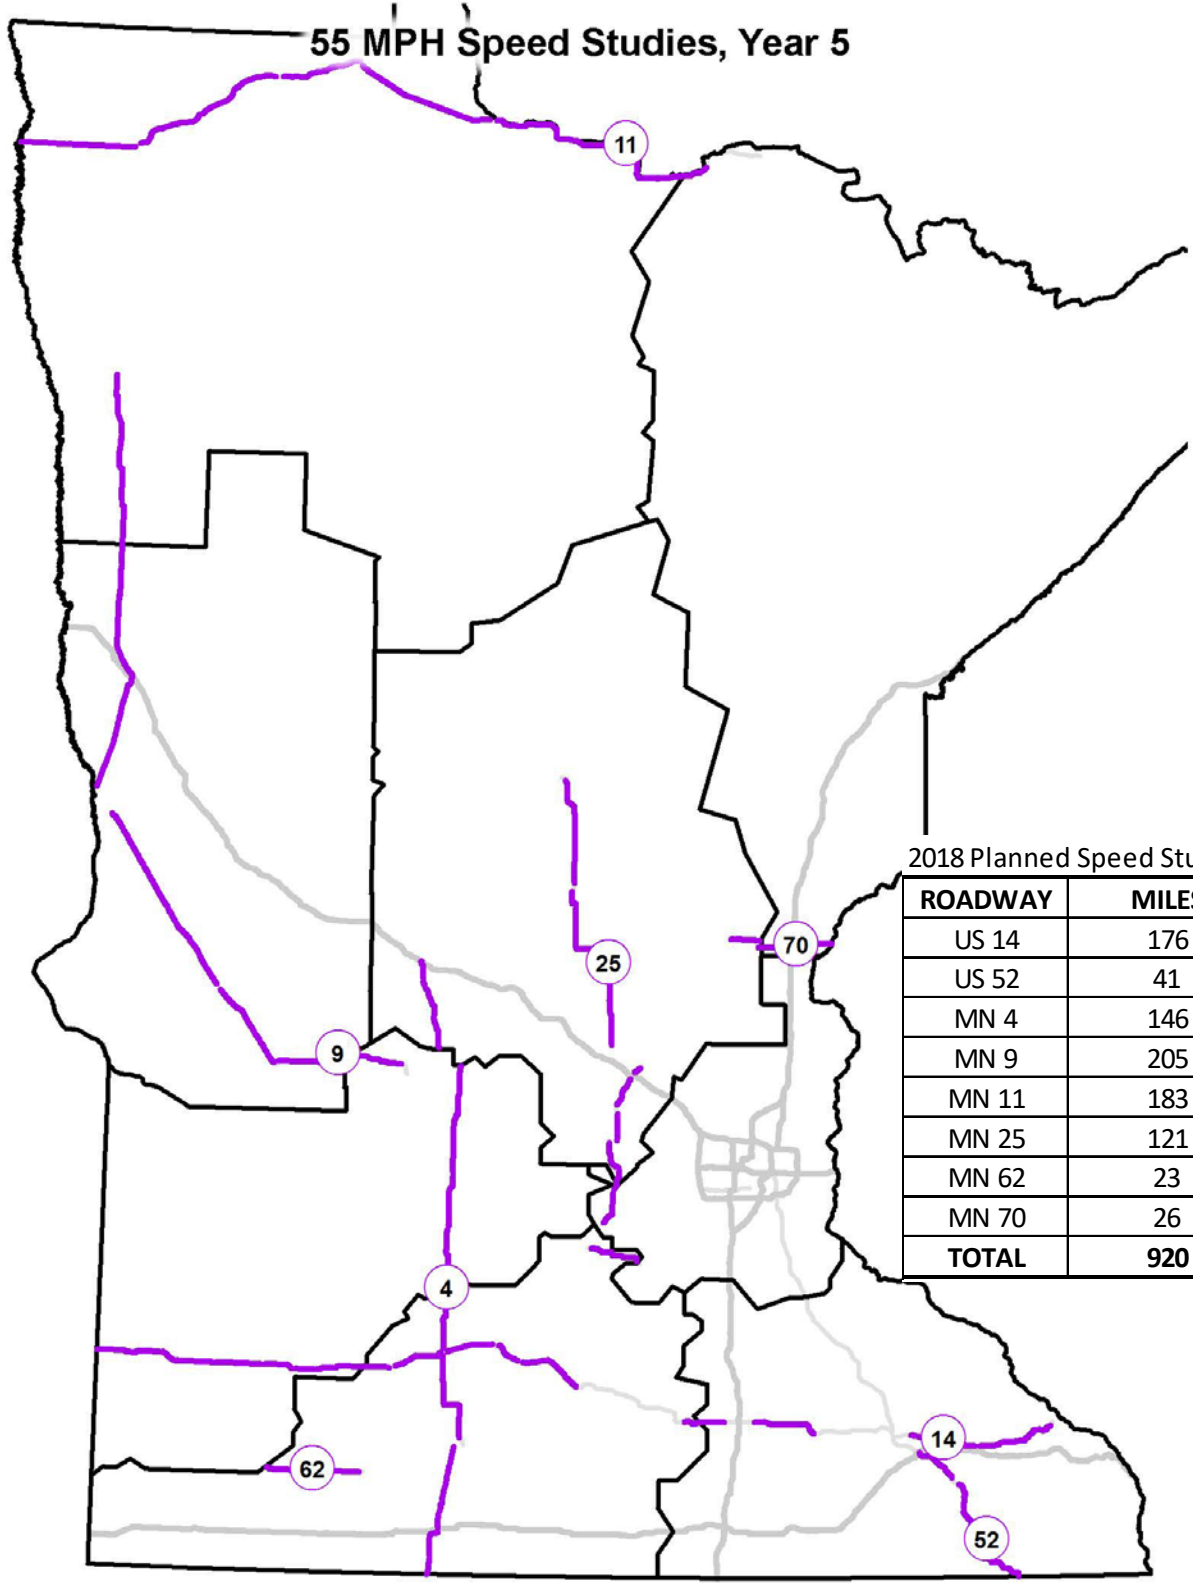 55 MPH Speed Studies, Year 5
11
70
25
9
4
14
62
52
2018 Planned Speed Stu
ROADWAY MILES
US 14 176
US 52 41
MN 4 146
MN 9 205
MN 11 183
MN 25 121
MN 62 23
MN 70 26
TOTAL 920